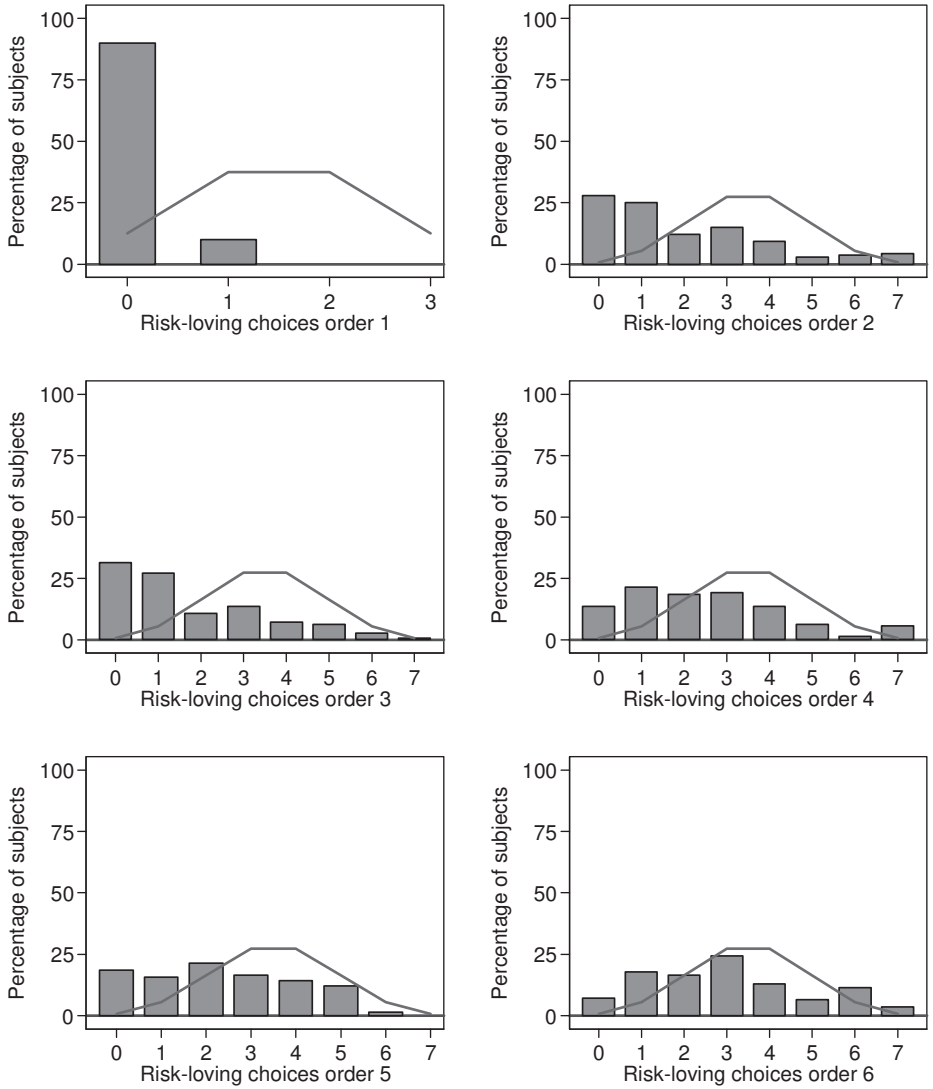 Percentage of subjects
100
75
50
25
0
0 1 2 3
Risk-loving choices order 1
Percentage of subjects
100
75
50
25
0
0 1 2 3 4 5 6 7
Risk-loving choices order 2
Percentage of subjects
100
75
50
25
0
0 1 2 3 4 5 6 7
Risk-loving choices order 3
Percentage of subjects
100
75
50
25
0
0 1 2 3 4 5 6 7
Risk-loving choices order 4
Percentage of subjects
100
75
50
25
0
0 1 2 3 4 5 6 7
Risk-loving choices order 5
Percentage of subjects
100
75
50
25
0
0 1 2 3 4 5 6 7
Risk-loving choices order 6